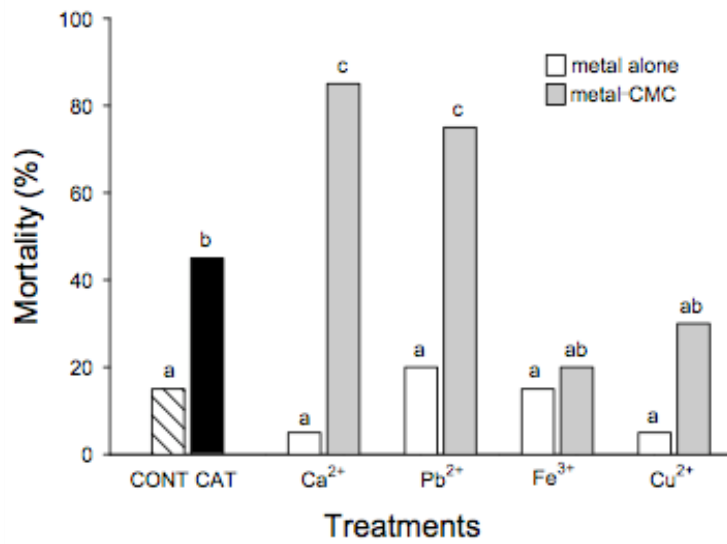 100
80
60
40
20
0
Mortality (%)
metal alone
metal-CMC
a
b
a
c
a
c
a
ab
a
ab
CONT CAT
Ca²⁺
Pb²⁺
Fe³⁺
Cu²⁺
Treatments